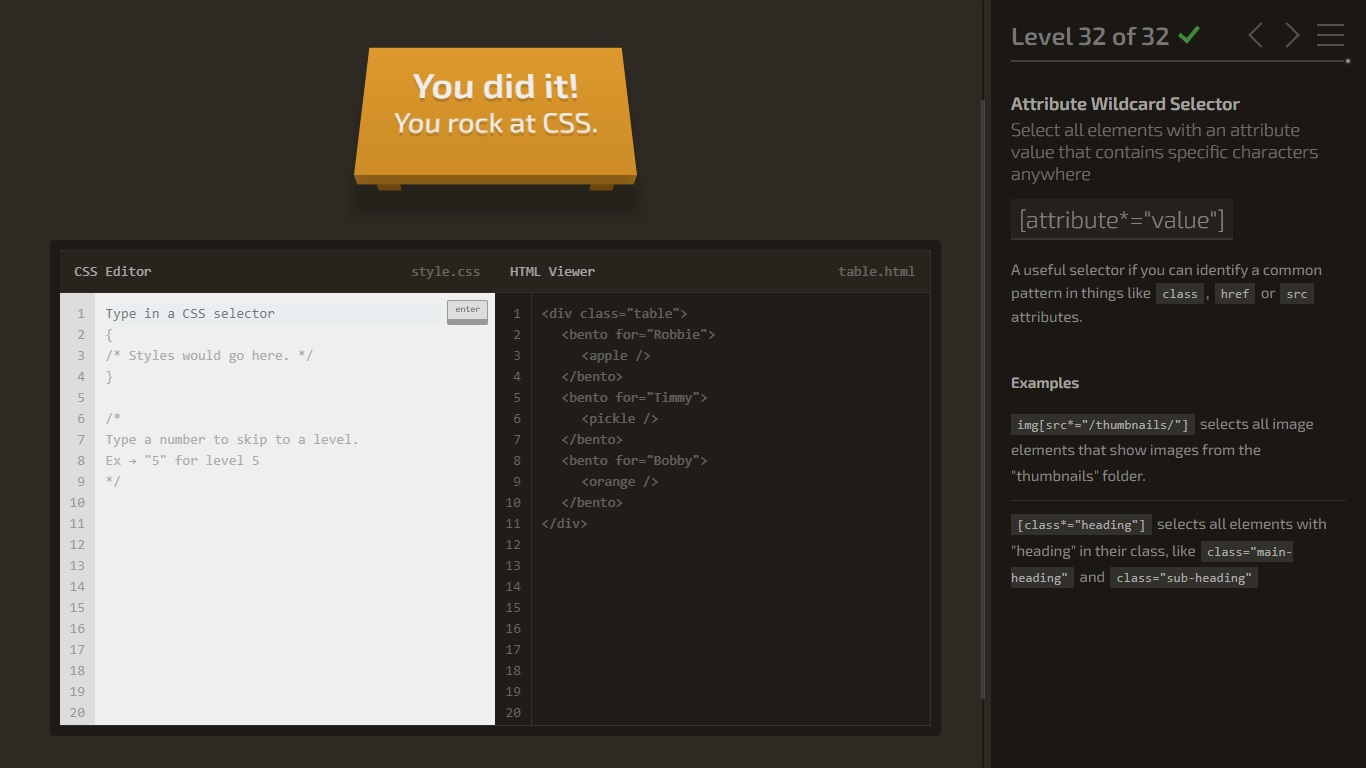 You did it!
You rock at CSS.
CSS Editor
style.css
1
Type in a CSS selector
enter
2
{
3
/* Styles would go here. */
4
}
5
6
/*
7
Type a number to skip to a level.
8
Ex → "5" for level 5
9
*/
10
11
12
13
14
15
16
17
18
19
20
HTML Viewer
table.html
1
<div class="table">
2
<bento for="Robbie">
3
<apple />
4
</bento>
5
<bento for="Timmy">
6
<pickle />
7
</bento>
8
<bento for="Bobby">
9
<orange />
10
</bento>
11
</div>
12
13
14
15
16
17
18
19
20
Level 32 of 32
Attribute Wildcard Selector
Select all elements with an attribute
value that contains specific characters
anywhere
[attribute*="value"]
A useful selector if you can identify a common
pattern in things like class , href or src
attributes.
Examples
img[src*="/thumbnails/"] selects all image
elements that show images from the
"thumbnails" folder.
[class*="heading"] selects all elements with
"heading" in their class, like class="main-
heading" and class="sub-heading"